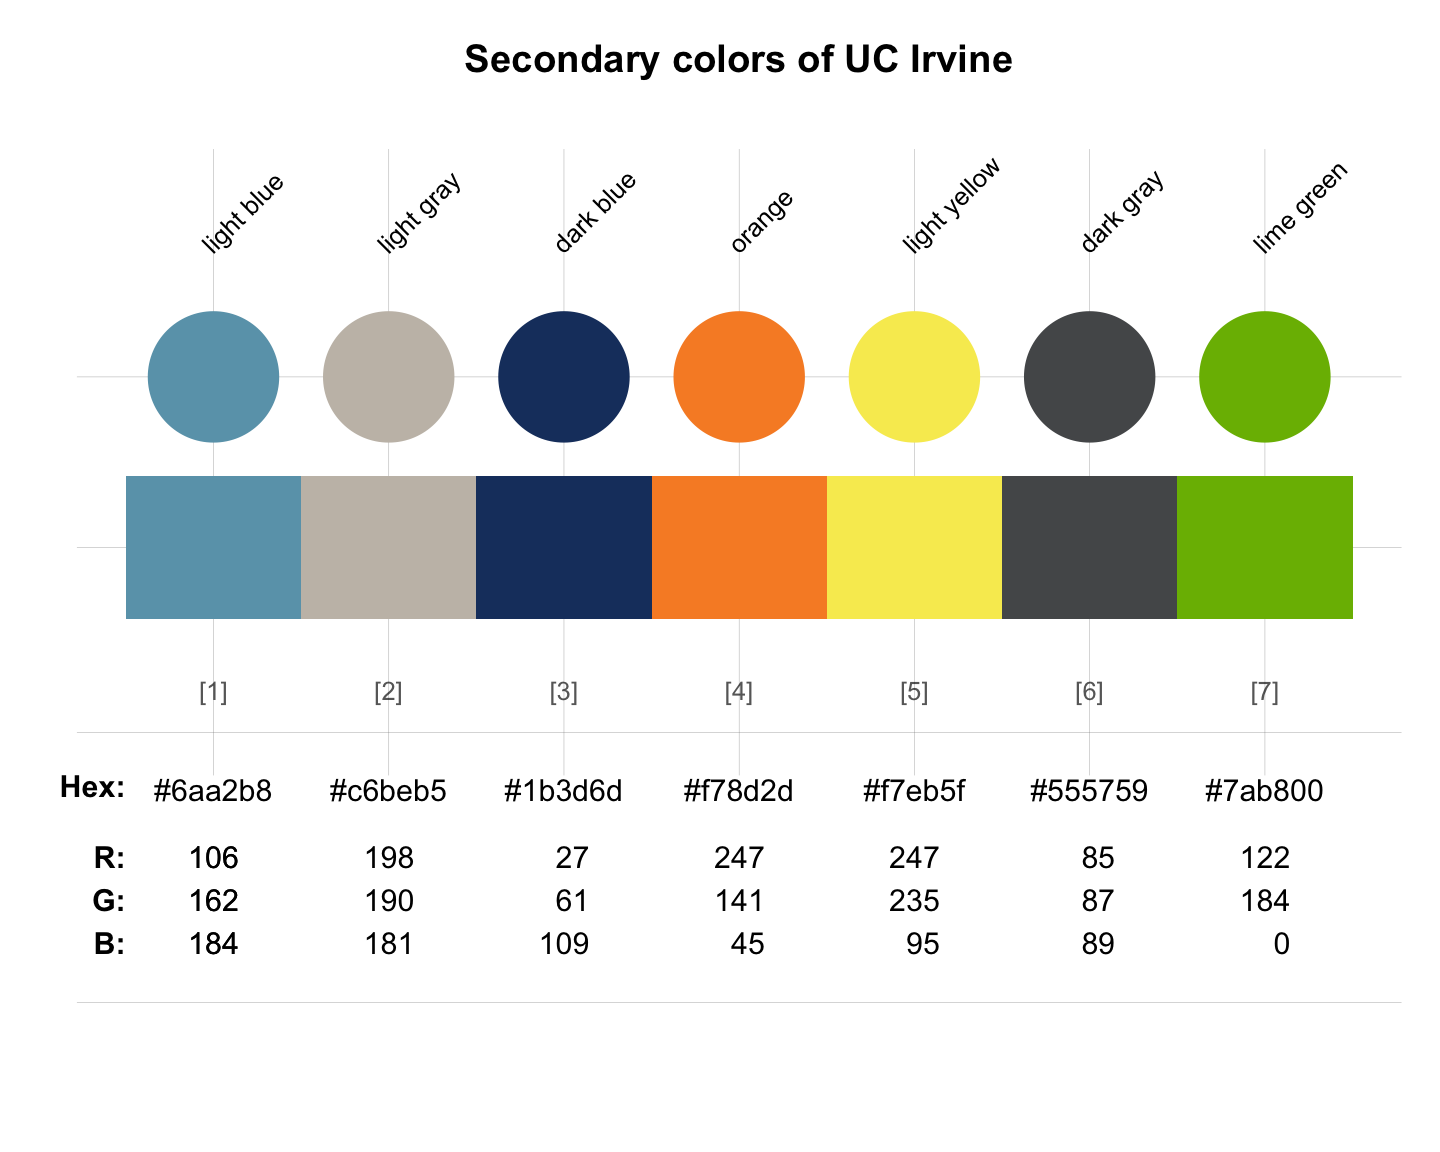 Secondary colors of UC Irvine
light blue light gray dark blue orange light yellow dark gray lime green
[1] [2] [3] [4] [5] [6] [7]
Hex: #6aa2b8 #c6beb5 #1b3d6d #f78d2d #f7eb5f #555759 #7ab800
R: 106 198 27 247 247 85 122
G: 162 190 61 141 235 87 184
B: 184 181 109 45 95 89 0